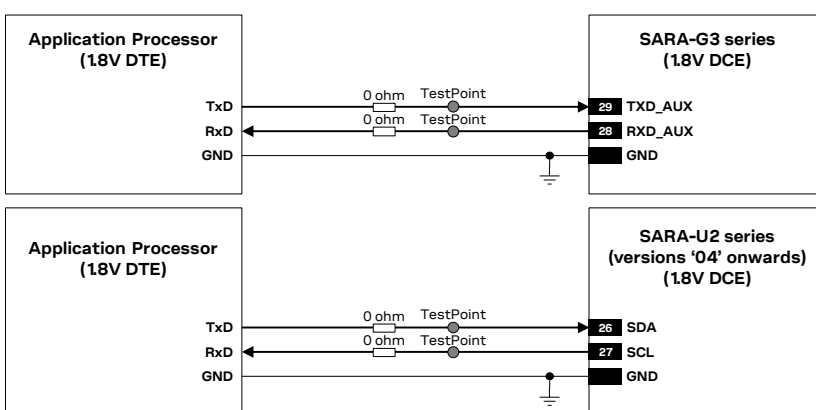 Application Processor
(1.8V DTE)
SARA-G3 series
(1.8V DCE)
0 ohm TestPoint
TxD 29 TXD_AUX
0 ohm TestPoint
RxD 28 RXD_AUX
GND GND
Application Processor
(1.8V DTE)
SARA-U2 series
(versions ‘04’ onwards)
(1.8V DCE)
0 ohm TestPoint
TxD 26 SDA
0 ohm TestPoint
RxD 27 SCL
GND GND